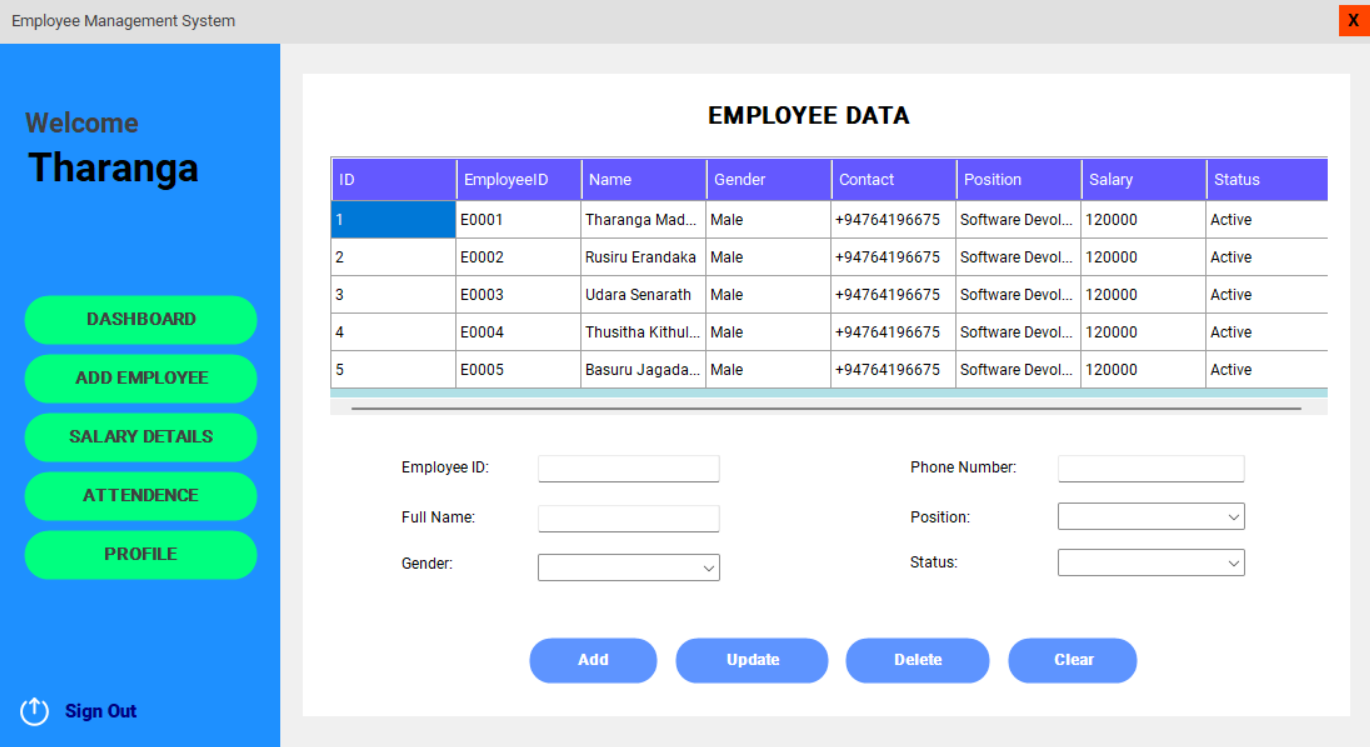 Employee Management System
X
Welcome
Tharanga
DASHBOARD
ADD EMPLOYEE
SALARY DETAILS
ATTENDENCE
PROFILE
Sign Out
EMPLOYEE DATA
ID EmployeeID Name Gender Contact Position Salary Status
1 E0001 Tharanga Mad... Male +94764196675 Software Devol... 120000 Active
2 E0002 Rusiru Erandaka Male +94764196675 Software Devol... 120000 Active
3 E0003 Udara Senarath Male +94764196675 Software Devol... 120000 Active
4 E0004 Thusitha Kithul... Male +94764196675 Software Devol... 120000 Active
5 E0005 Basuru Jagada... Male +94764196675 Software Devol... 120000 Active
Employee ID: Phone Number:
Full Name: Position:
Gender: Status:
Add Update Delete Clear